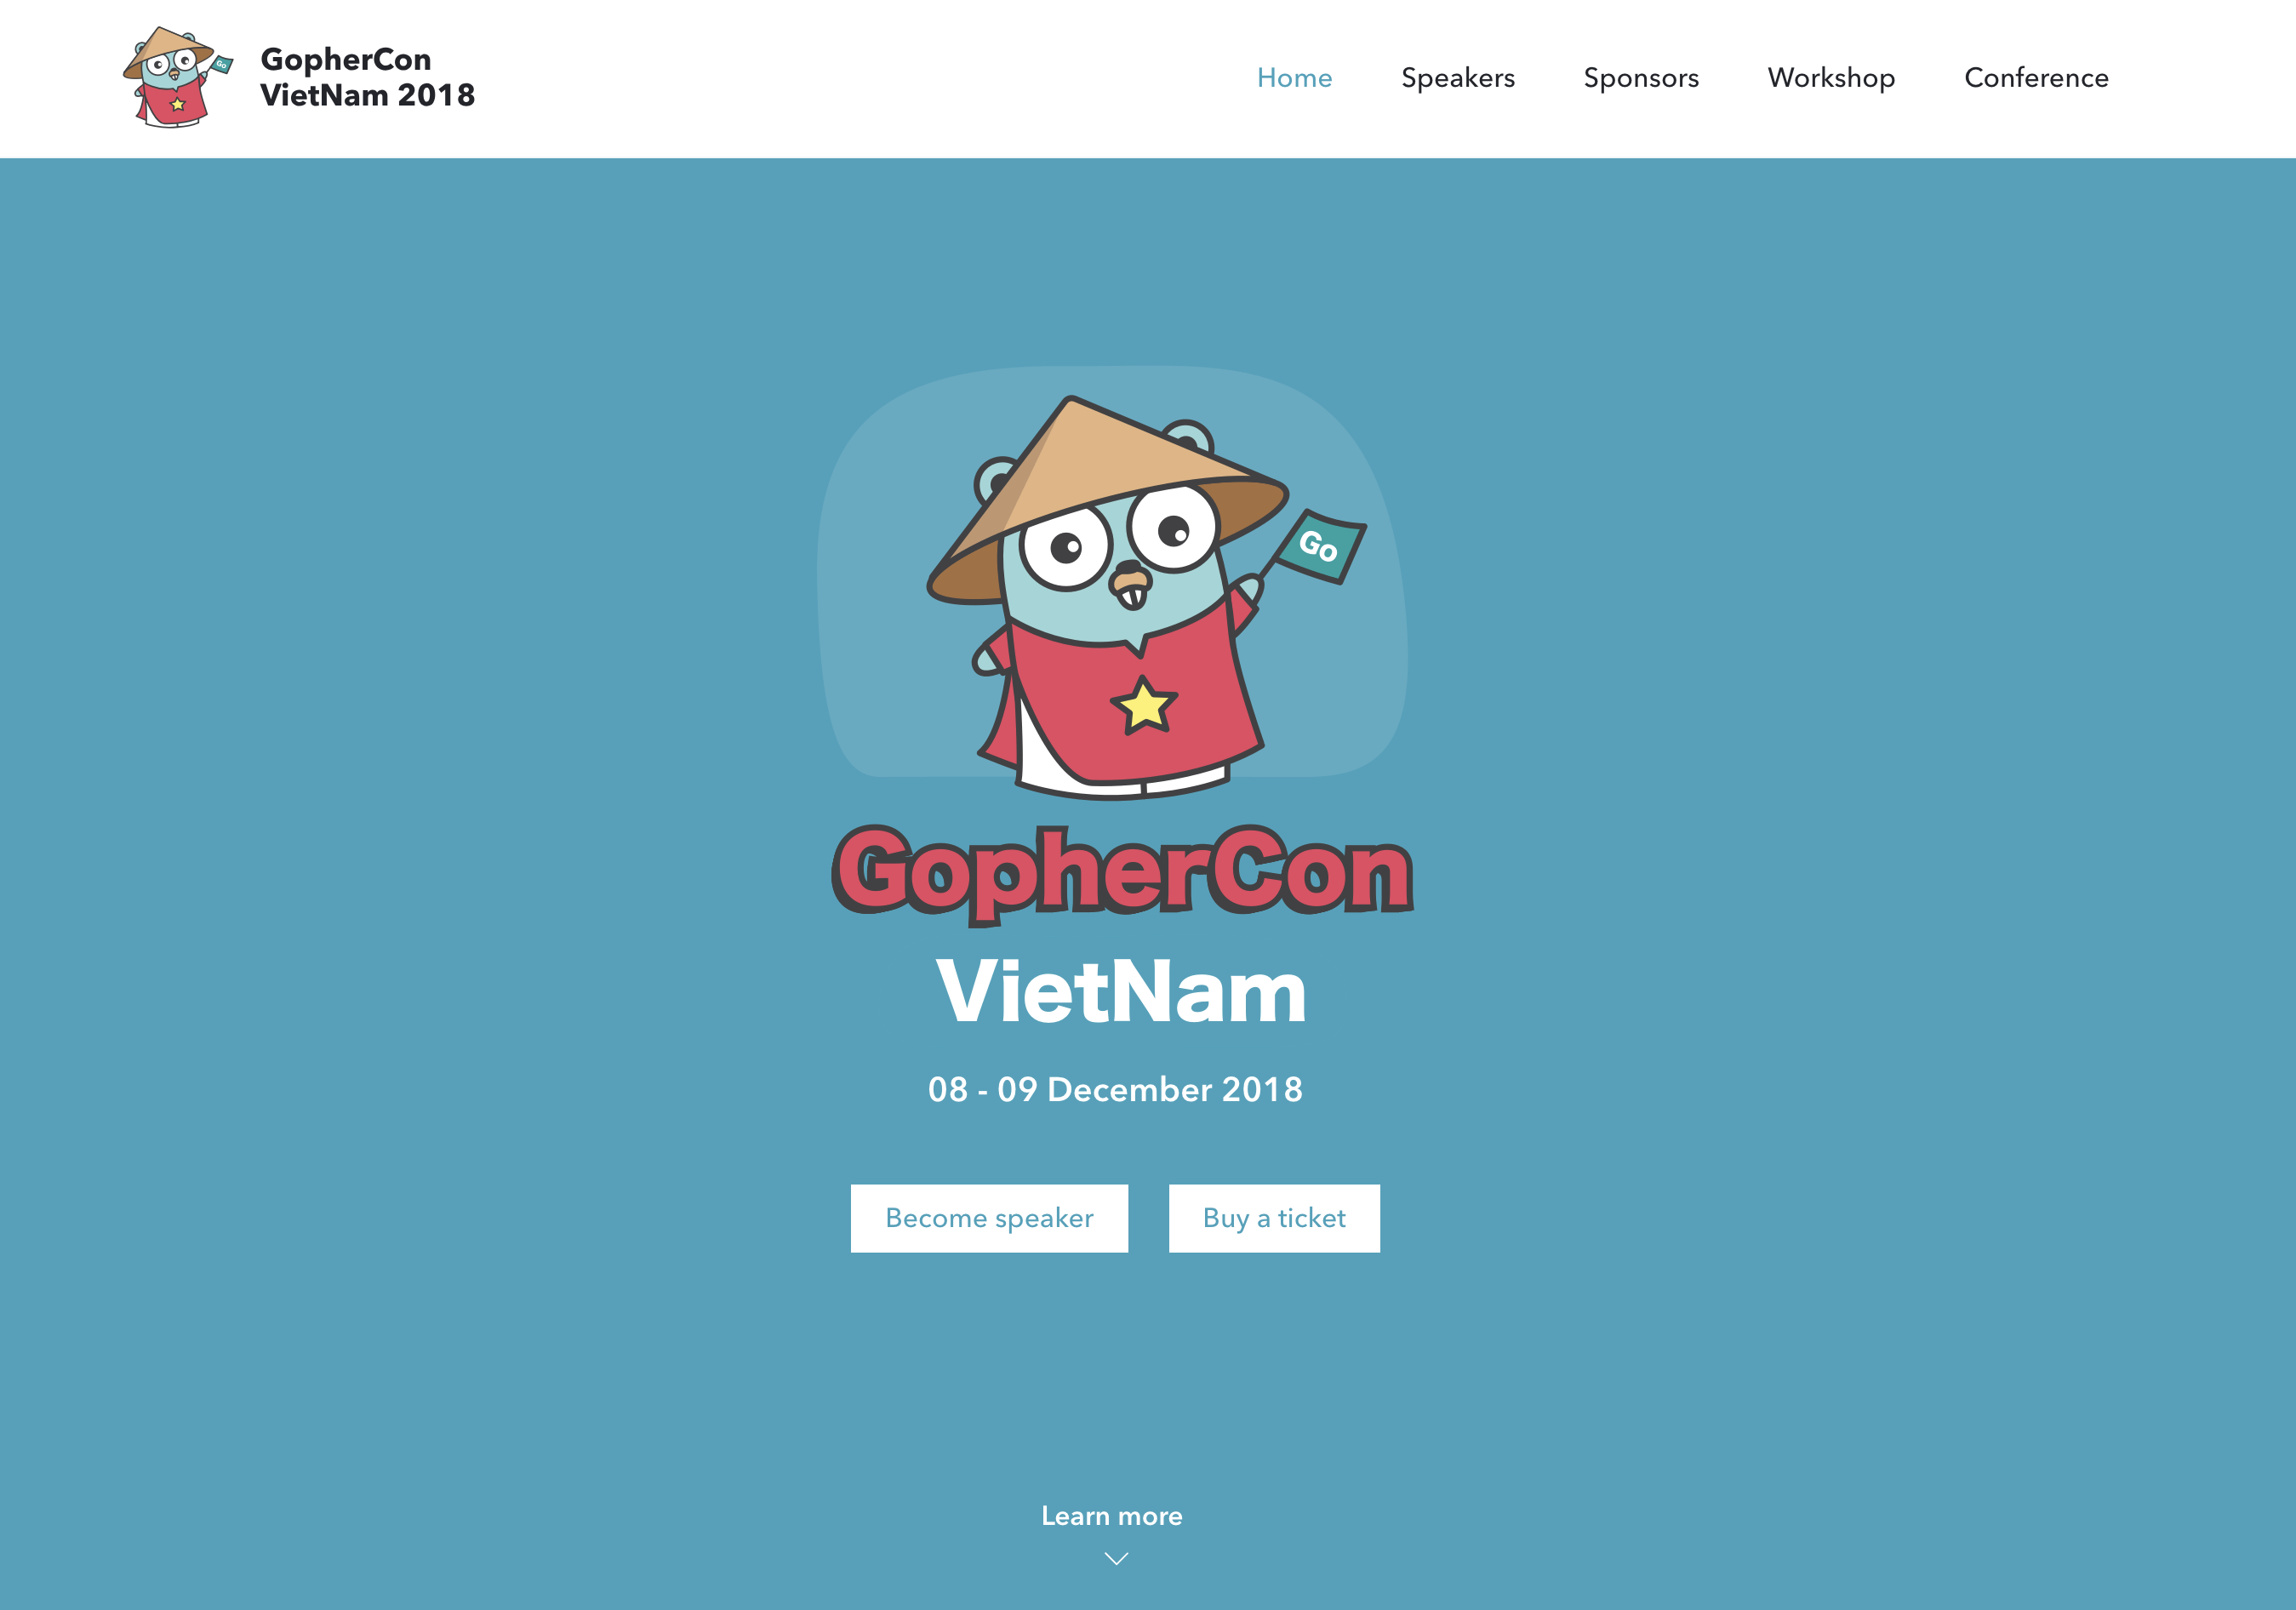 GopherCon
VietNam 2018
Home
Speakers
Sponsors
Workshop
Conference
Go
Go
GopherCon
VietNam
08 - 09 December 2018
Become speaker
Buy a ticket
Learn more